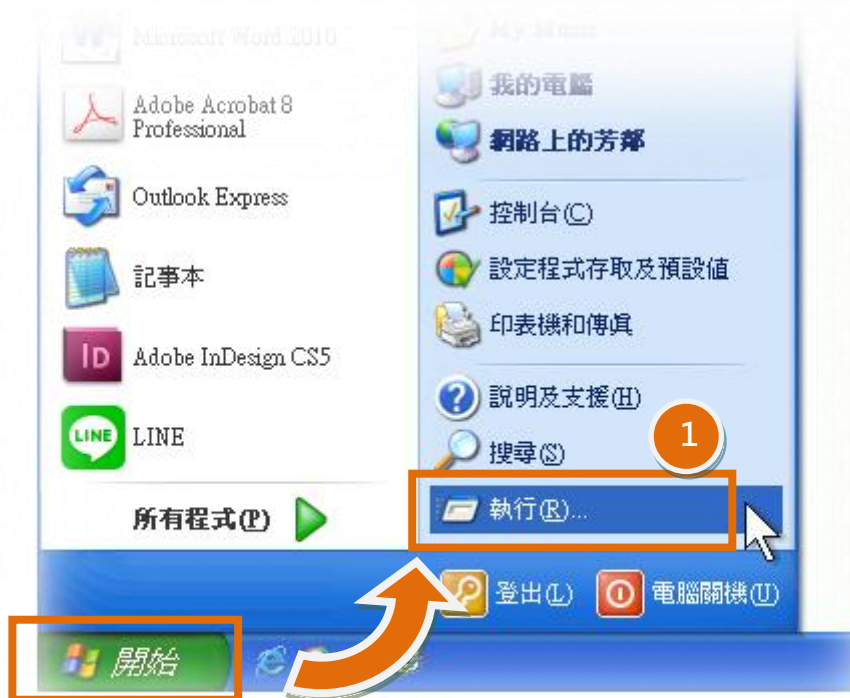 Microsoft Word 2010
Adobe Acrobat 8
Professional
Outlook Express
記事本
ID
Adobe InDesign CS5
LINE
LINE
所有程式(P)
My Music
我的電腦
網路上的芳鄰
控制台(C)
設定程式存取及預設值
印表機和傳真
說明及支援(H)
搜尋(S)
1
執行(R)...
登出(L)
電腦關機(U)
開始